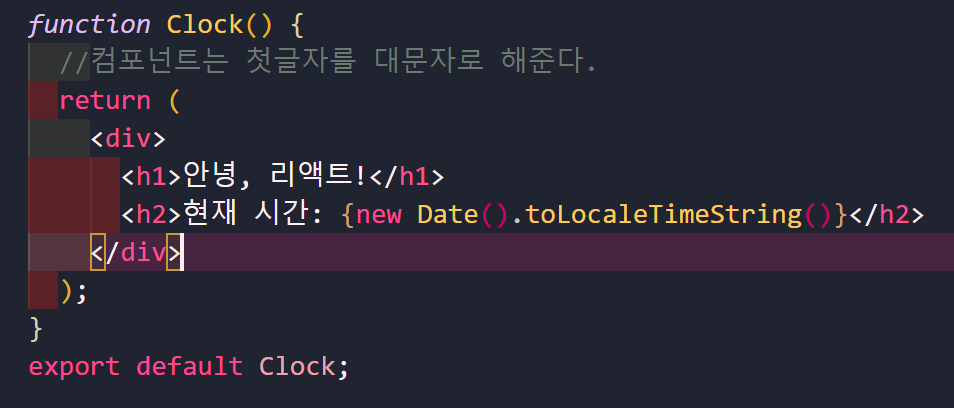 function Clock() {
  //컴포넌트는 첫글자를 대문자로 해준다.
  return (
    <div>
      <h1>안녕, 리액트!</h1>
      <h2>현재 시간: {new Date().toLocaleTimeString()}</h2>
    </div>
  );
}
export default Clock;